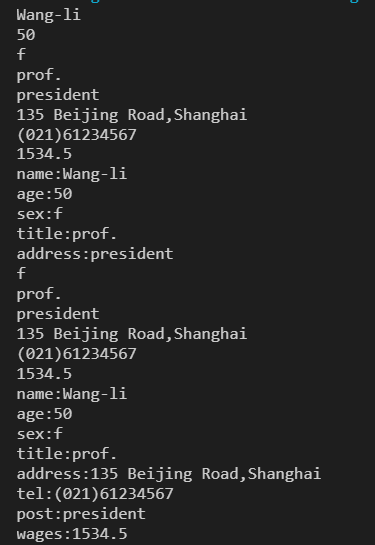 Wang-li
50
f
prof.
president
135 Beijing Road,Shanghai
(021)61234567
1534.5
name:Wang-li
age:50
sex:f
title:prof.
address:president
f
prof.
president
135 Beijing Road,Shanghai
(021)61234567
1534.5
name:Wang-li
age:50
sex:f
title:prof.
address:135 Beijing Road,Shanghai
tel:(021)61234567
post:president
wages:1534.5